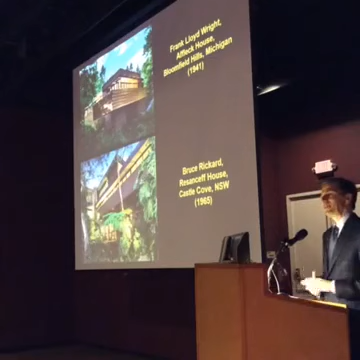 Frank Lloyd Wright,
Affleck House,
Bloomfield Hills, Michigan
(1941)
Bruce Rickard,
Resanceff House,
Castle Cove, NSW
(1965)